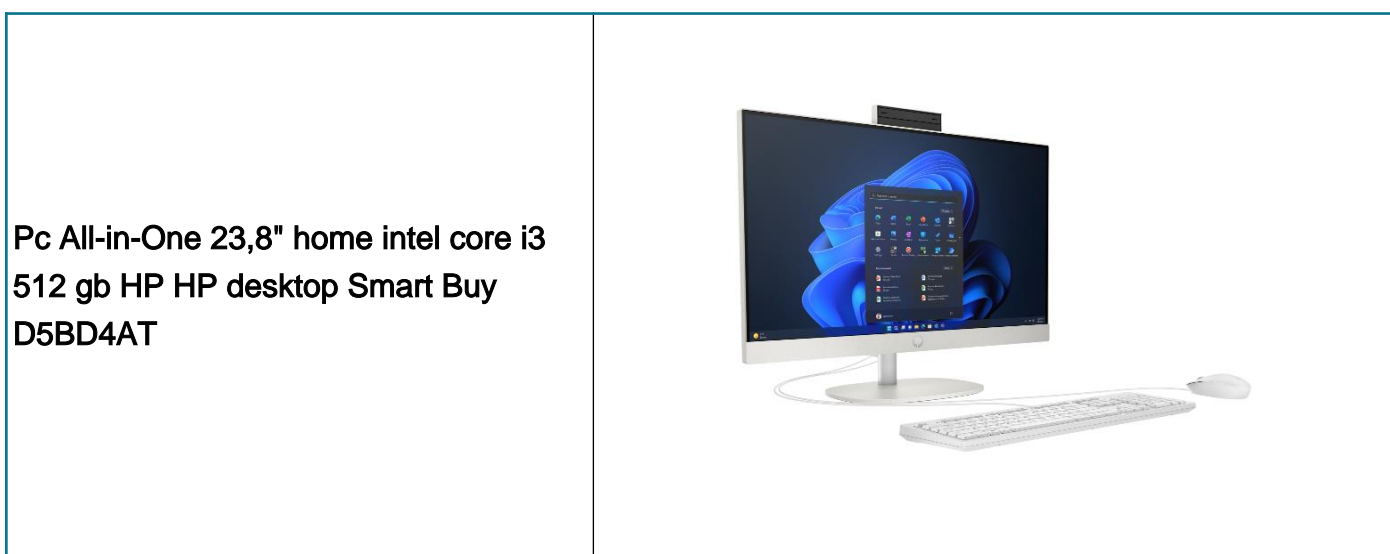 Pc All-in-One 23,8" home intel core i3
512 gb HP HP desktop Smart Buy
D5BD4AT